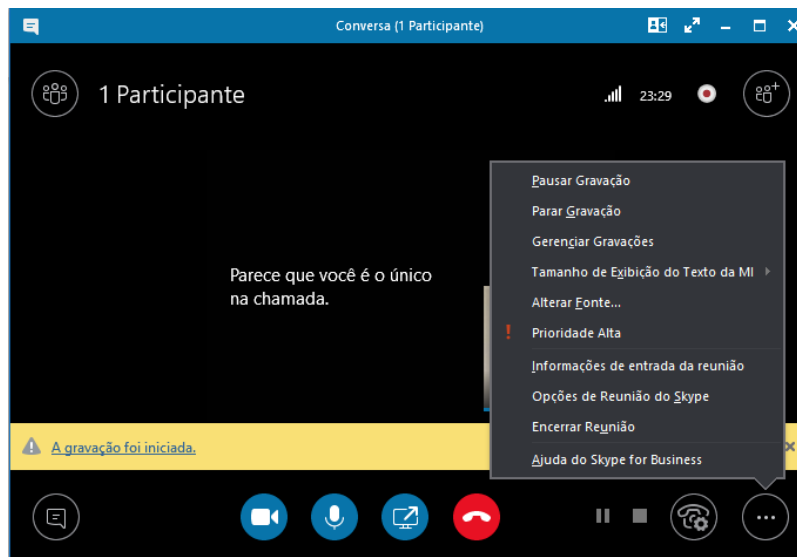 Conversa (1 Participante)
1 Participante
23:29
Pausar Gravação
Parar Gravação
Gerenciar Gravações
Tamanho de Exibição do Texto da MI
Alterar Fonte...
Prioridade Alta
Informações de entrada da reunião
Opções de Reunião do Skype
Encerrar Reunião
Ajuda do Skype for Business
Parece que você é o único
na chamada.
A gravação foi iniciada.